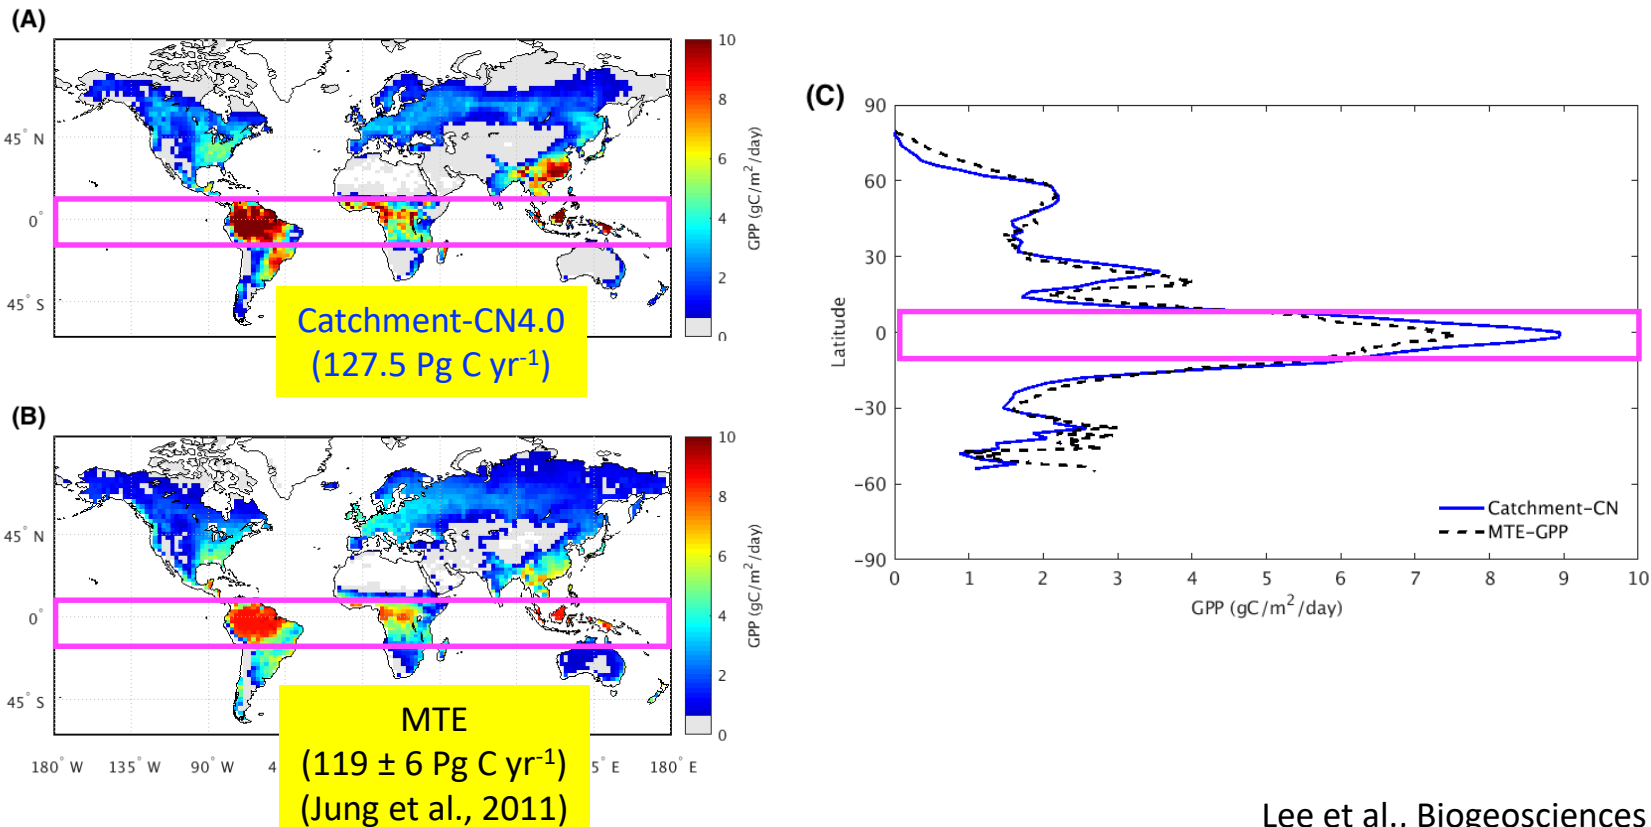 (A)
45° N
0°
45° S
10
8
6
4
2
0
GPP (gC/m²/day)
Catchment-CN4.0
(127.5 Pg C yr⁻¹)
(B)
45° N
0°
45° S
180° W
135° W
90° W
4
5° E
180° E
10
8
6
4
2
0
GPP (gC/m²/day)
MTE
(119 ± 6 Pg C yr⁻¹)
(Jung et al., 2011)
(C)
90
60
30
0
−30
−60
−90
Latitude
0 1 2 3 4 5 6 7 8 9 10
GPP (gC/m²/day)
Catchment-CN
MTE-GPP
Lee et al., Biogeosciences